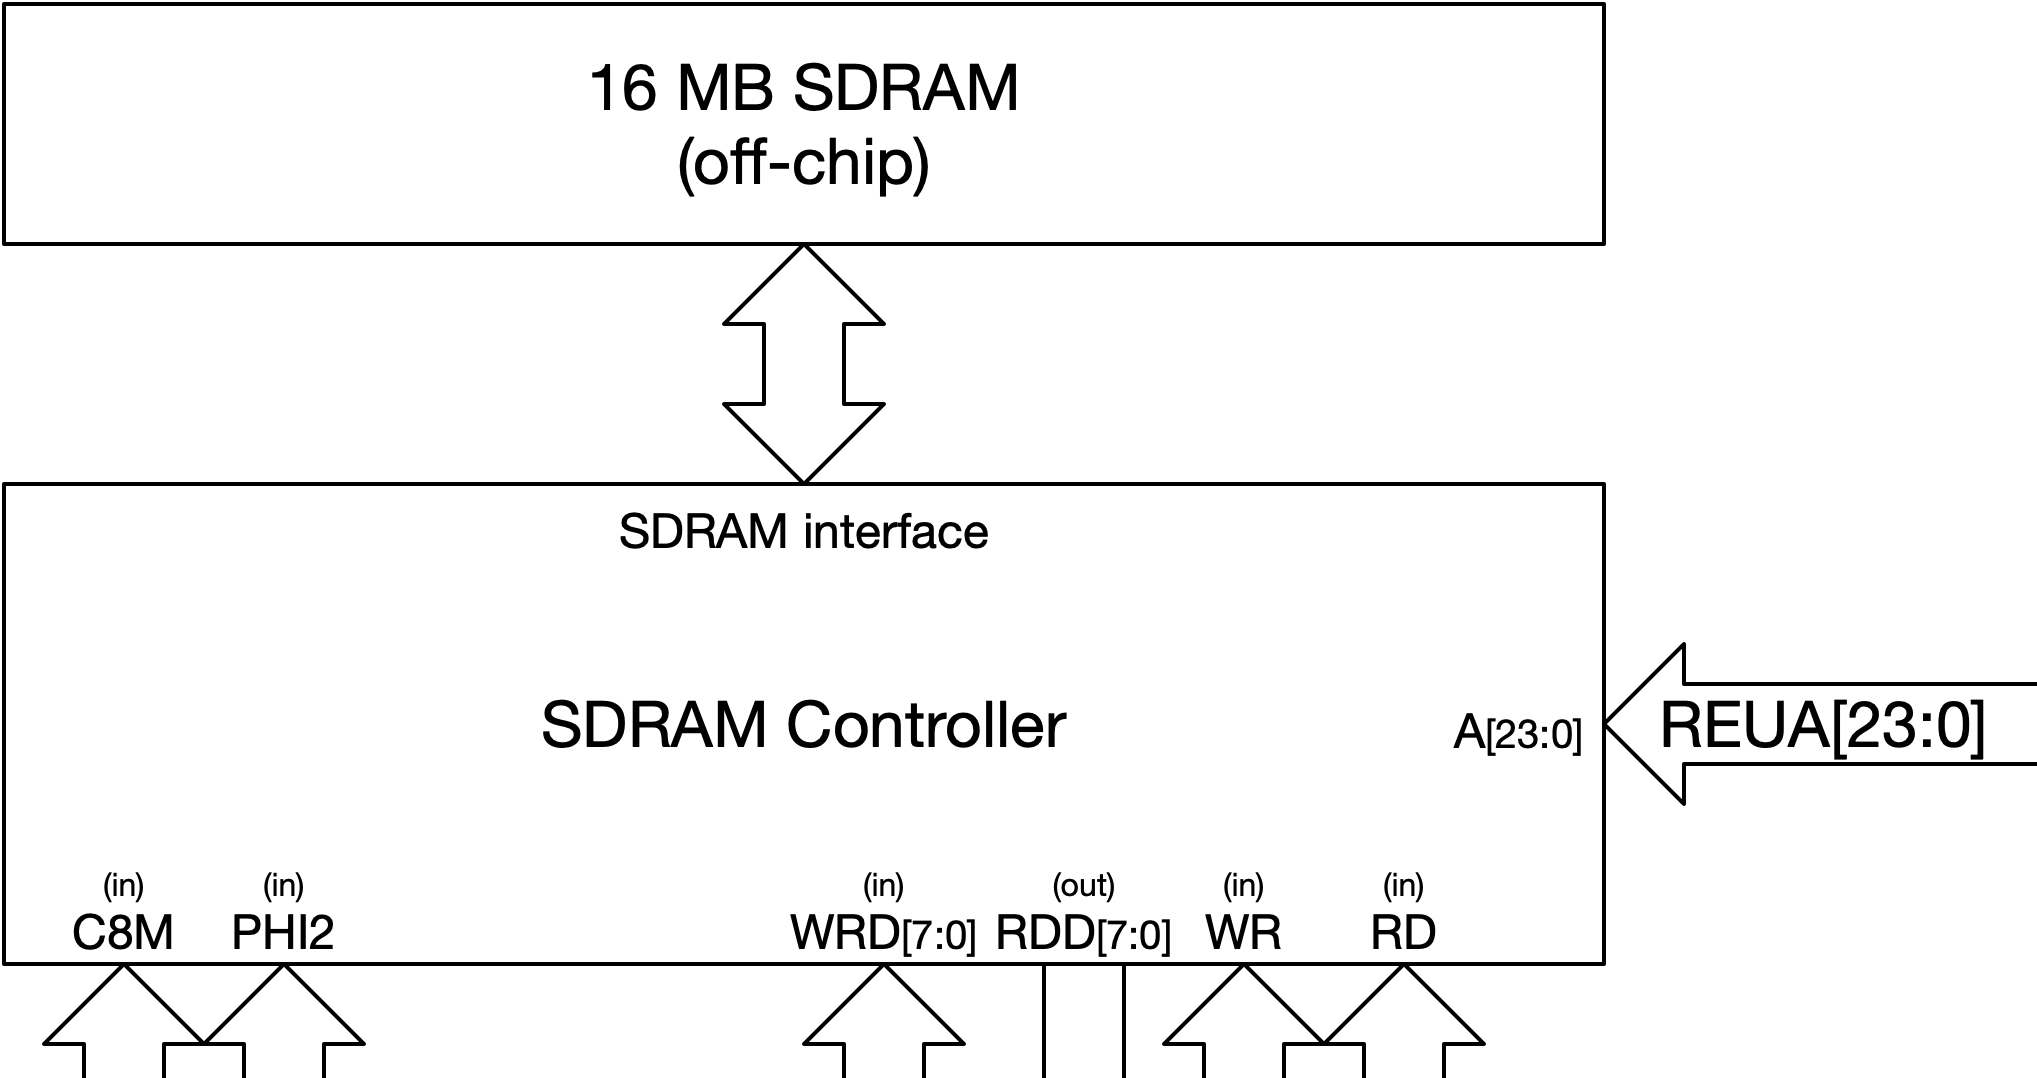 16 MB SDRAM
(off-chip)
SDRAM interface
SDRAM Controller
A[23:0]
REUA[23:0]
(in) (in) (in) (out) (in) (in)
C8M PHI2 WRD[7:0] RDD[7:0] WR RD